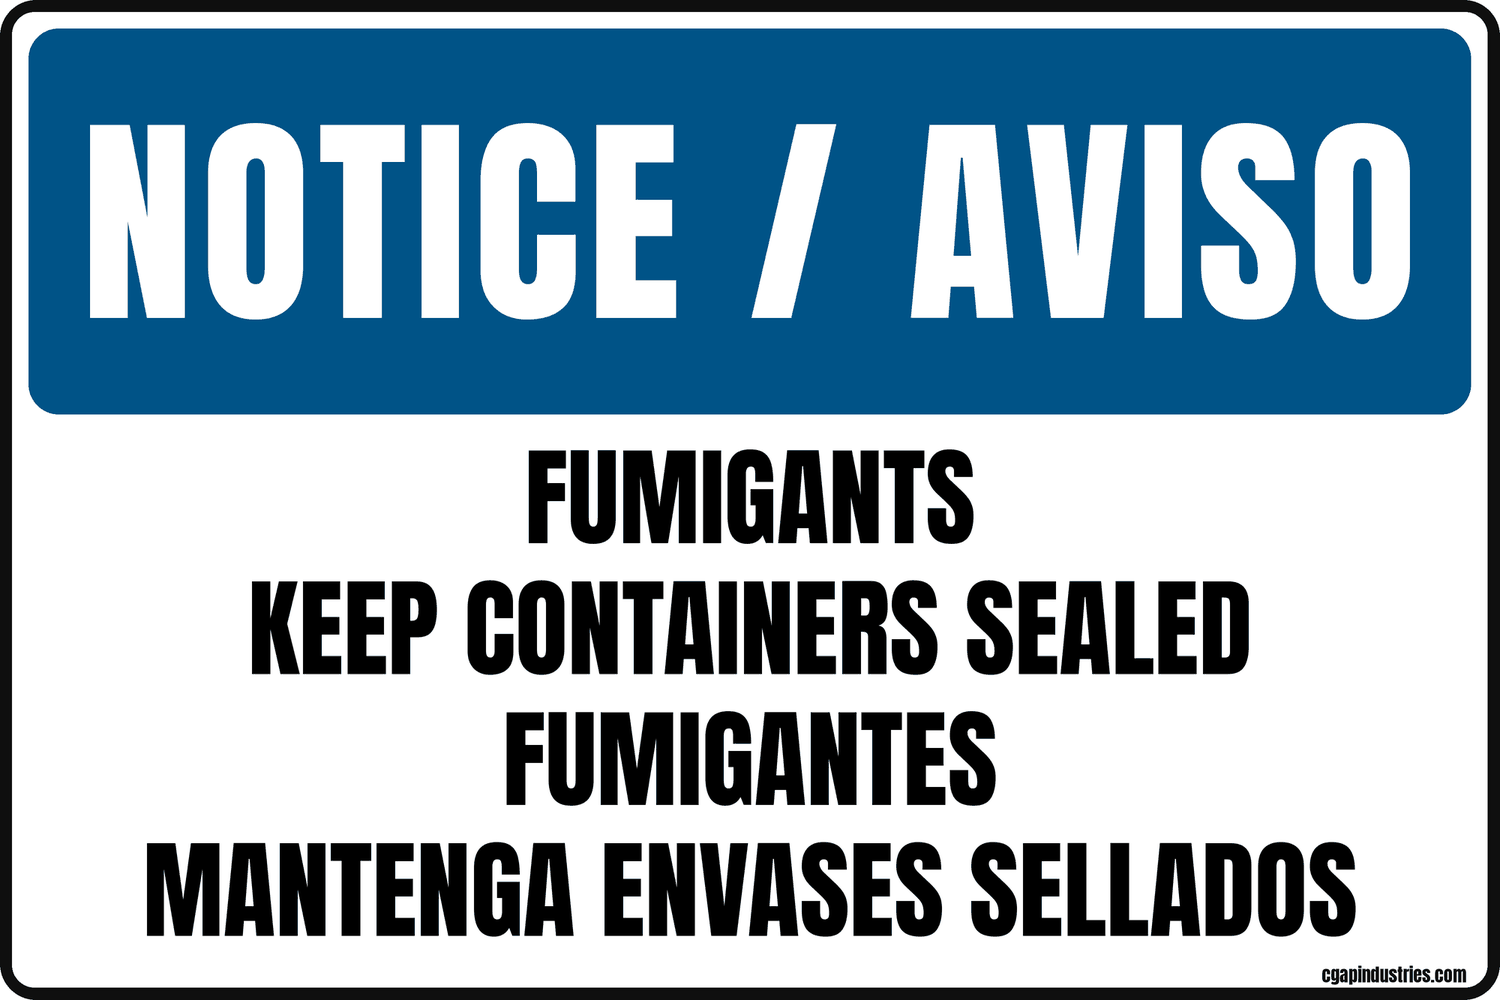 NOTICE / AVISO
FUMIGANTS
KEEP CONTAINERS SEALED
FUMIGANTES
MANTENGA ENVASES SELLADOS
cgapindustries.com